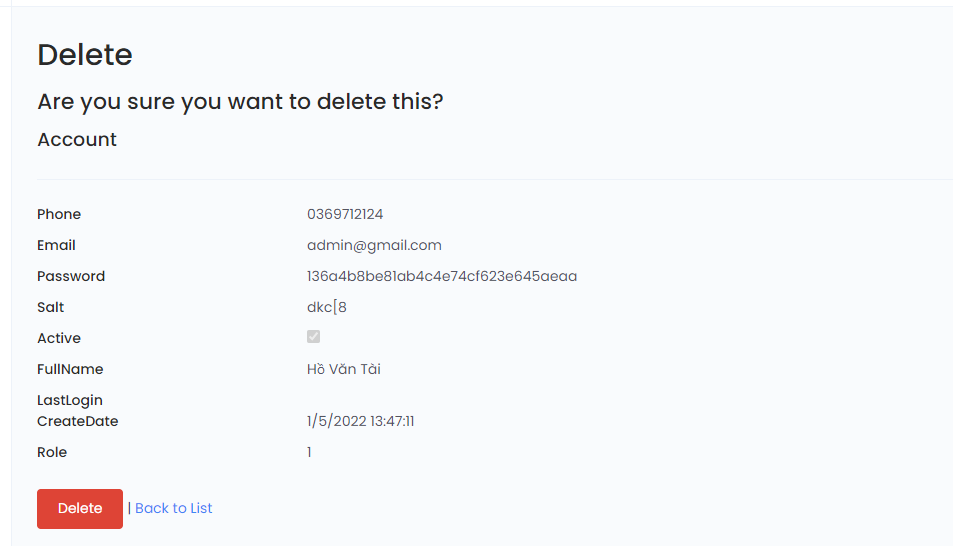 Delete
Are you sure you want to delete this?
Account
Phone 0369712124
Email admin@gmail.com
Password 136a4b8be81ab4c4e74cf623e645aeaa
Salt dkc[8
Active
FullName Hồ Văn Tài
LastLogin
CreateDate 1/5/2022 13:47:11
Role 1
Delete | Back to List